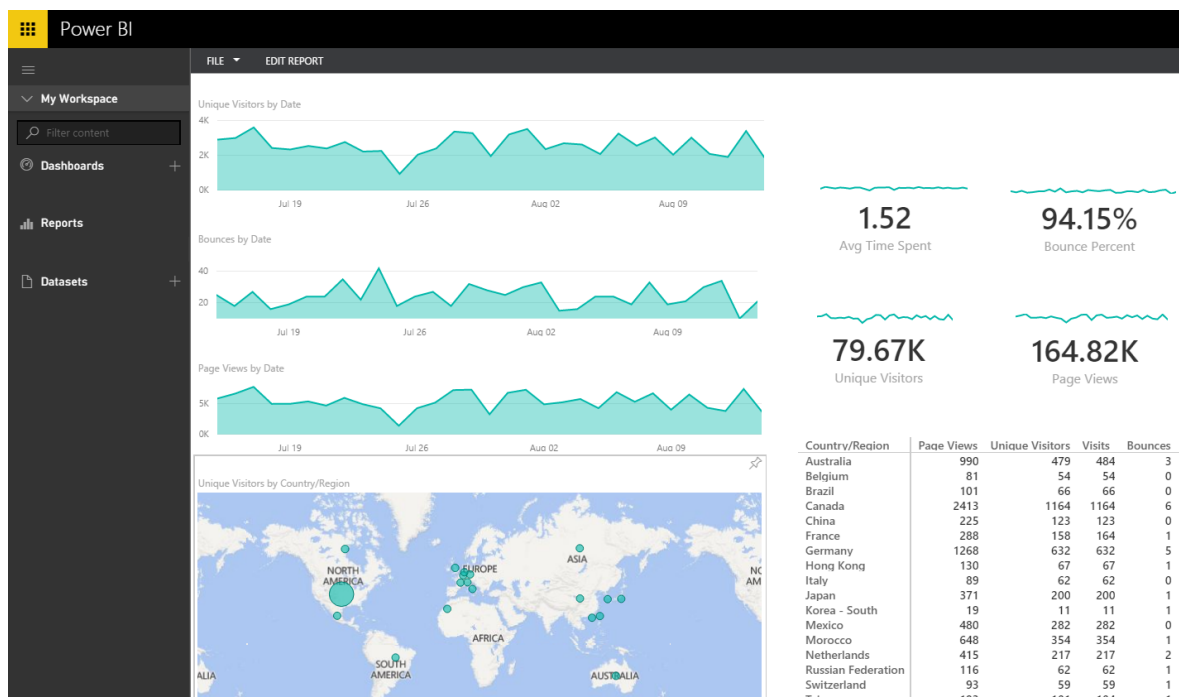 Power BI
FILE EDIT REPORT
My Workspace
Filter content
Dashboards
Reports
Datasets
Unique Visitors by Date
4K
2K
0K
Jul 19 Jul 26 Aug 02 Aug 09
Bounces by Date
40
20
Jul 19 Jul 26 Aug 02 Aug 09
Page Views by Date
5K
0K
Jul 19 Jul 26 Aug 02 Aug 09
Unique Visitors by Country/Region
NORTH
AMERICA
EUROPE
ASIA
AFRICA
SOUTH
AMERICA
AUSTRALIA
ALIA
NO
AM
1.52
Avg Time Spent
94.15%
Bounce Percent
79.67K
Unique Visitors
164.82K
Page Views
Country/Region Page Views Unique Visitors Visits Bounces
Australia 990 479 484 3
Belgium 81 54 54 0
Brazil 101 66 66 0
Canada 2413 1164 1164 6
China 225 123 123 0
France 288 158 164 1
Germany 1268 632 632 5
Hong Kong 130 67 67 1
Italy 89 62 62 0
Japan 371 200 200 1
Korea - South 19 11 11 1
Mexico 480 282 282 0
Morocco 648 354 354 1
Netherlands 415 217 217 2
Russian Federation 116 62 62 1
Switzerland 93 59 59 1